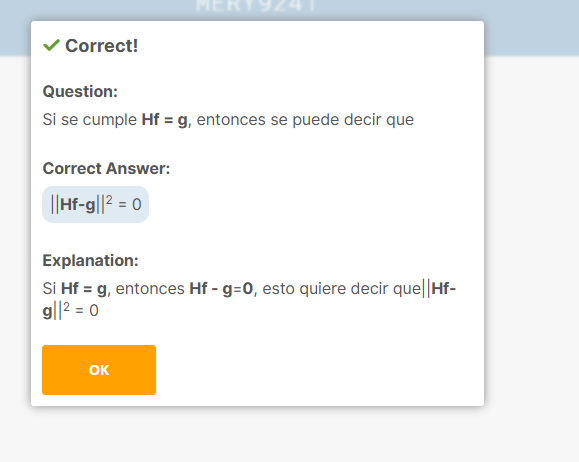 MERY9241
✓ Correct!
Question:
Si se cumple Hf = g, entonces se puede decir que
Correct Answer:
||Hf-g||² = 0
Explanation:
Si Hf = g, entonces Hf - g=0, esto quiere decir que||Hf-
g||² = 0
OK